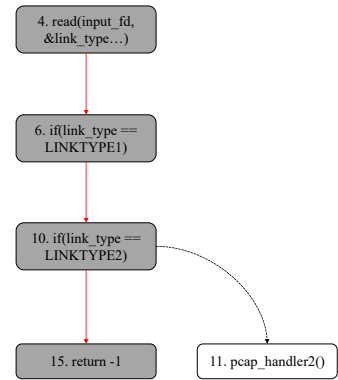 4. read(input_fd,
&link_type…)
6. if(link_type ==
LINKTYPE1)
10. if(link_type ==
LINKTYPE2)
15. return -1
11. pcap_handler2()